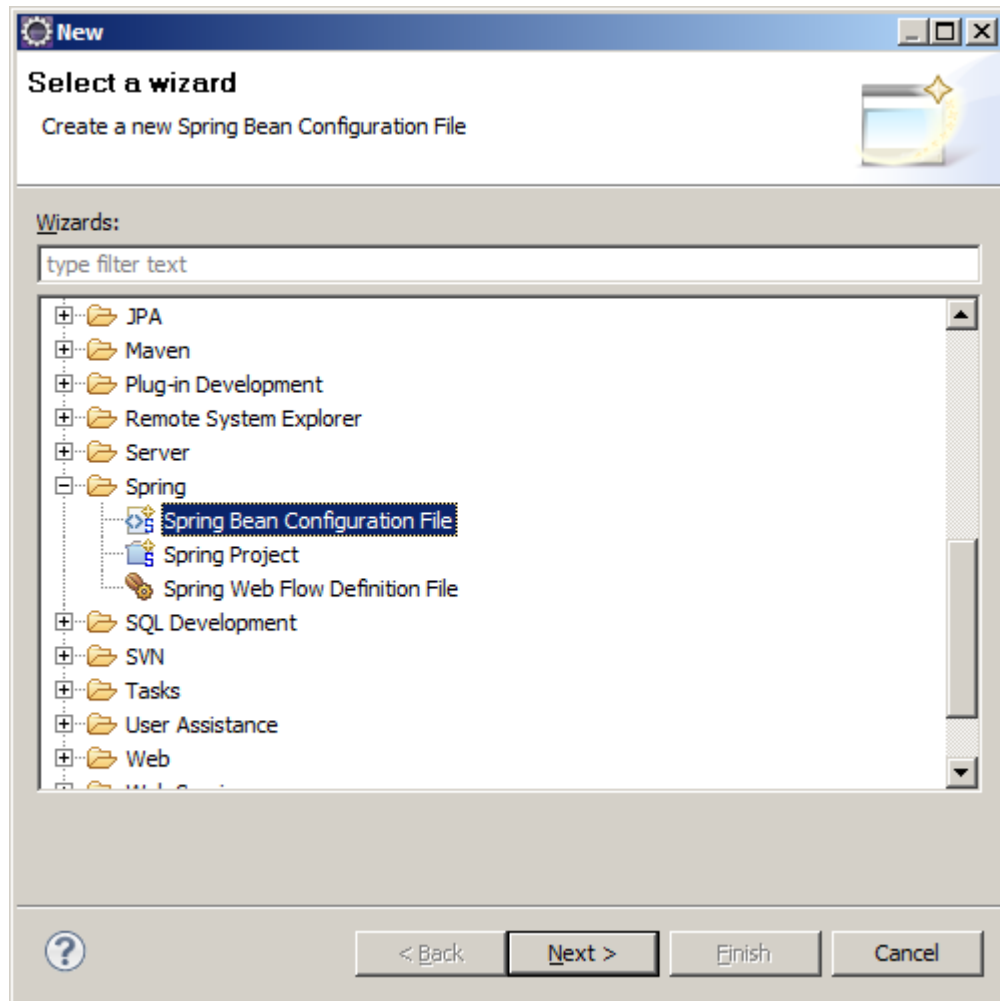 New
Select a wizard
Create a new Spring Bean Configuration File
Wizards:
type filter text
JPA
Maven
Plug-in Development
Remote System Explorer
Server
Spring
Spring Bean Configuration File
Spring Project
Spring Web Flow Definition File
SQL Development
SVN
Tasks
User Assistance
Web
< Back Next > Finish Cancel